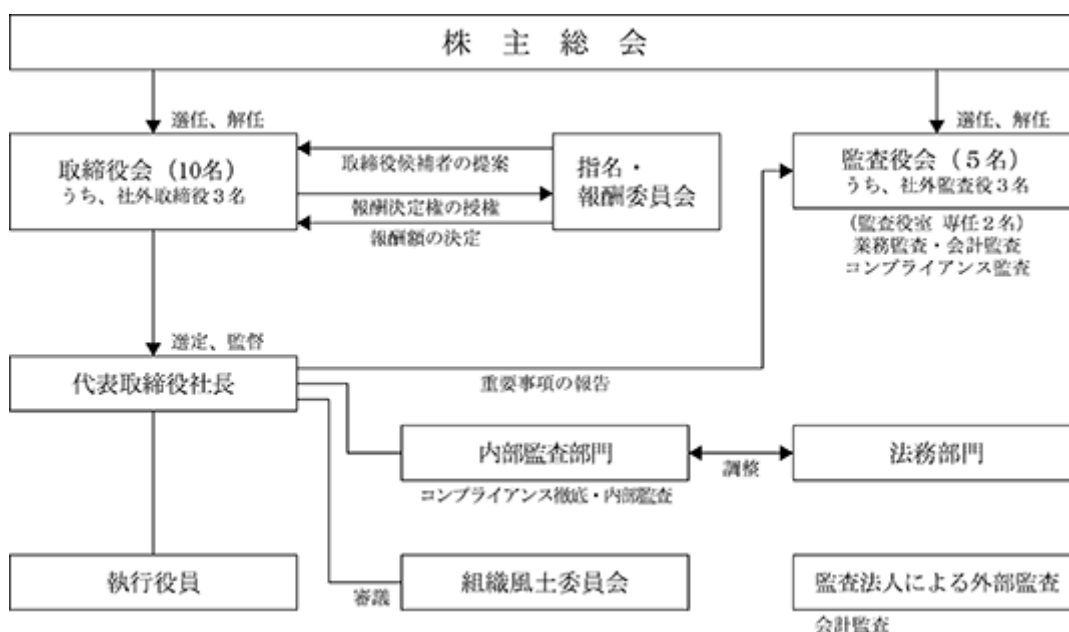 株 主 総 会
選任、解任
選任、解任
取締役会(10名)
うち、社外取締役3名
取締役候補者の提案
報酬決定権の授権
報酬額の決定
指名・
報酬委員会
監査役会(5名)
うち、社外監査役3名
(監査役室 専任2名)
業務監査・会計監査
コンプライアンス監査
選定、監督
代表取締役社長
重要事項の報告
内部監査部門
コンプライアンス徹底・内部監査
調整
法務部門
執行役員
審議
組織風土委員会
監査法人による外部監査
会計監査